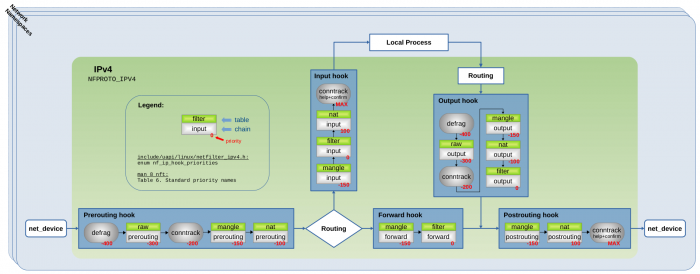 Network
Namespaces
Local Process
IPv4
NFPROTO_IPV4
Routing
Legend:
filter
input
0
table
chain
priority
include/uapi/linux/netfilter_ipv4.h:
enum nf_ip_hook_priorities
man 8 nft:
Table 6. Standard priority names
Input hook
conntrack
help+confirm
MAX
nat
input
100
filter
input
0
mangle
input
-150
Output hook
defrag
-400
raw
output
-300
conntrack
-200
mangle
output
-150
nat
output
-100
filter
output
0
net_device
Prerouting hook
defrag
-400
raw
prerouting
-300
conntrack
-200
mangle
prerouting
-150
nat
prerouting
-100
Routing
Forward hook
mangle
forward
-150
filter
forward
0
Postrouting hook
mangle
postrouting
-150
nat
postrouting
100
conntrack
help+confirm
MAX
net_device